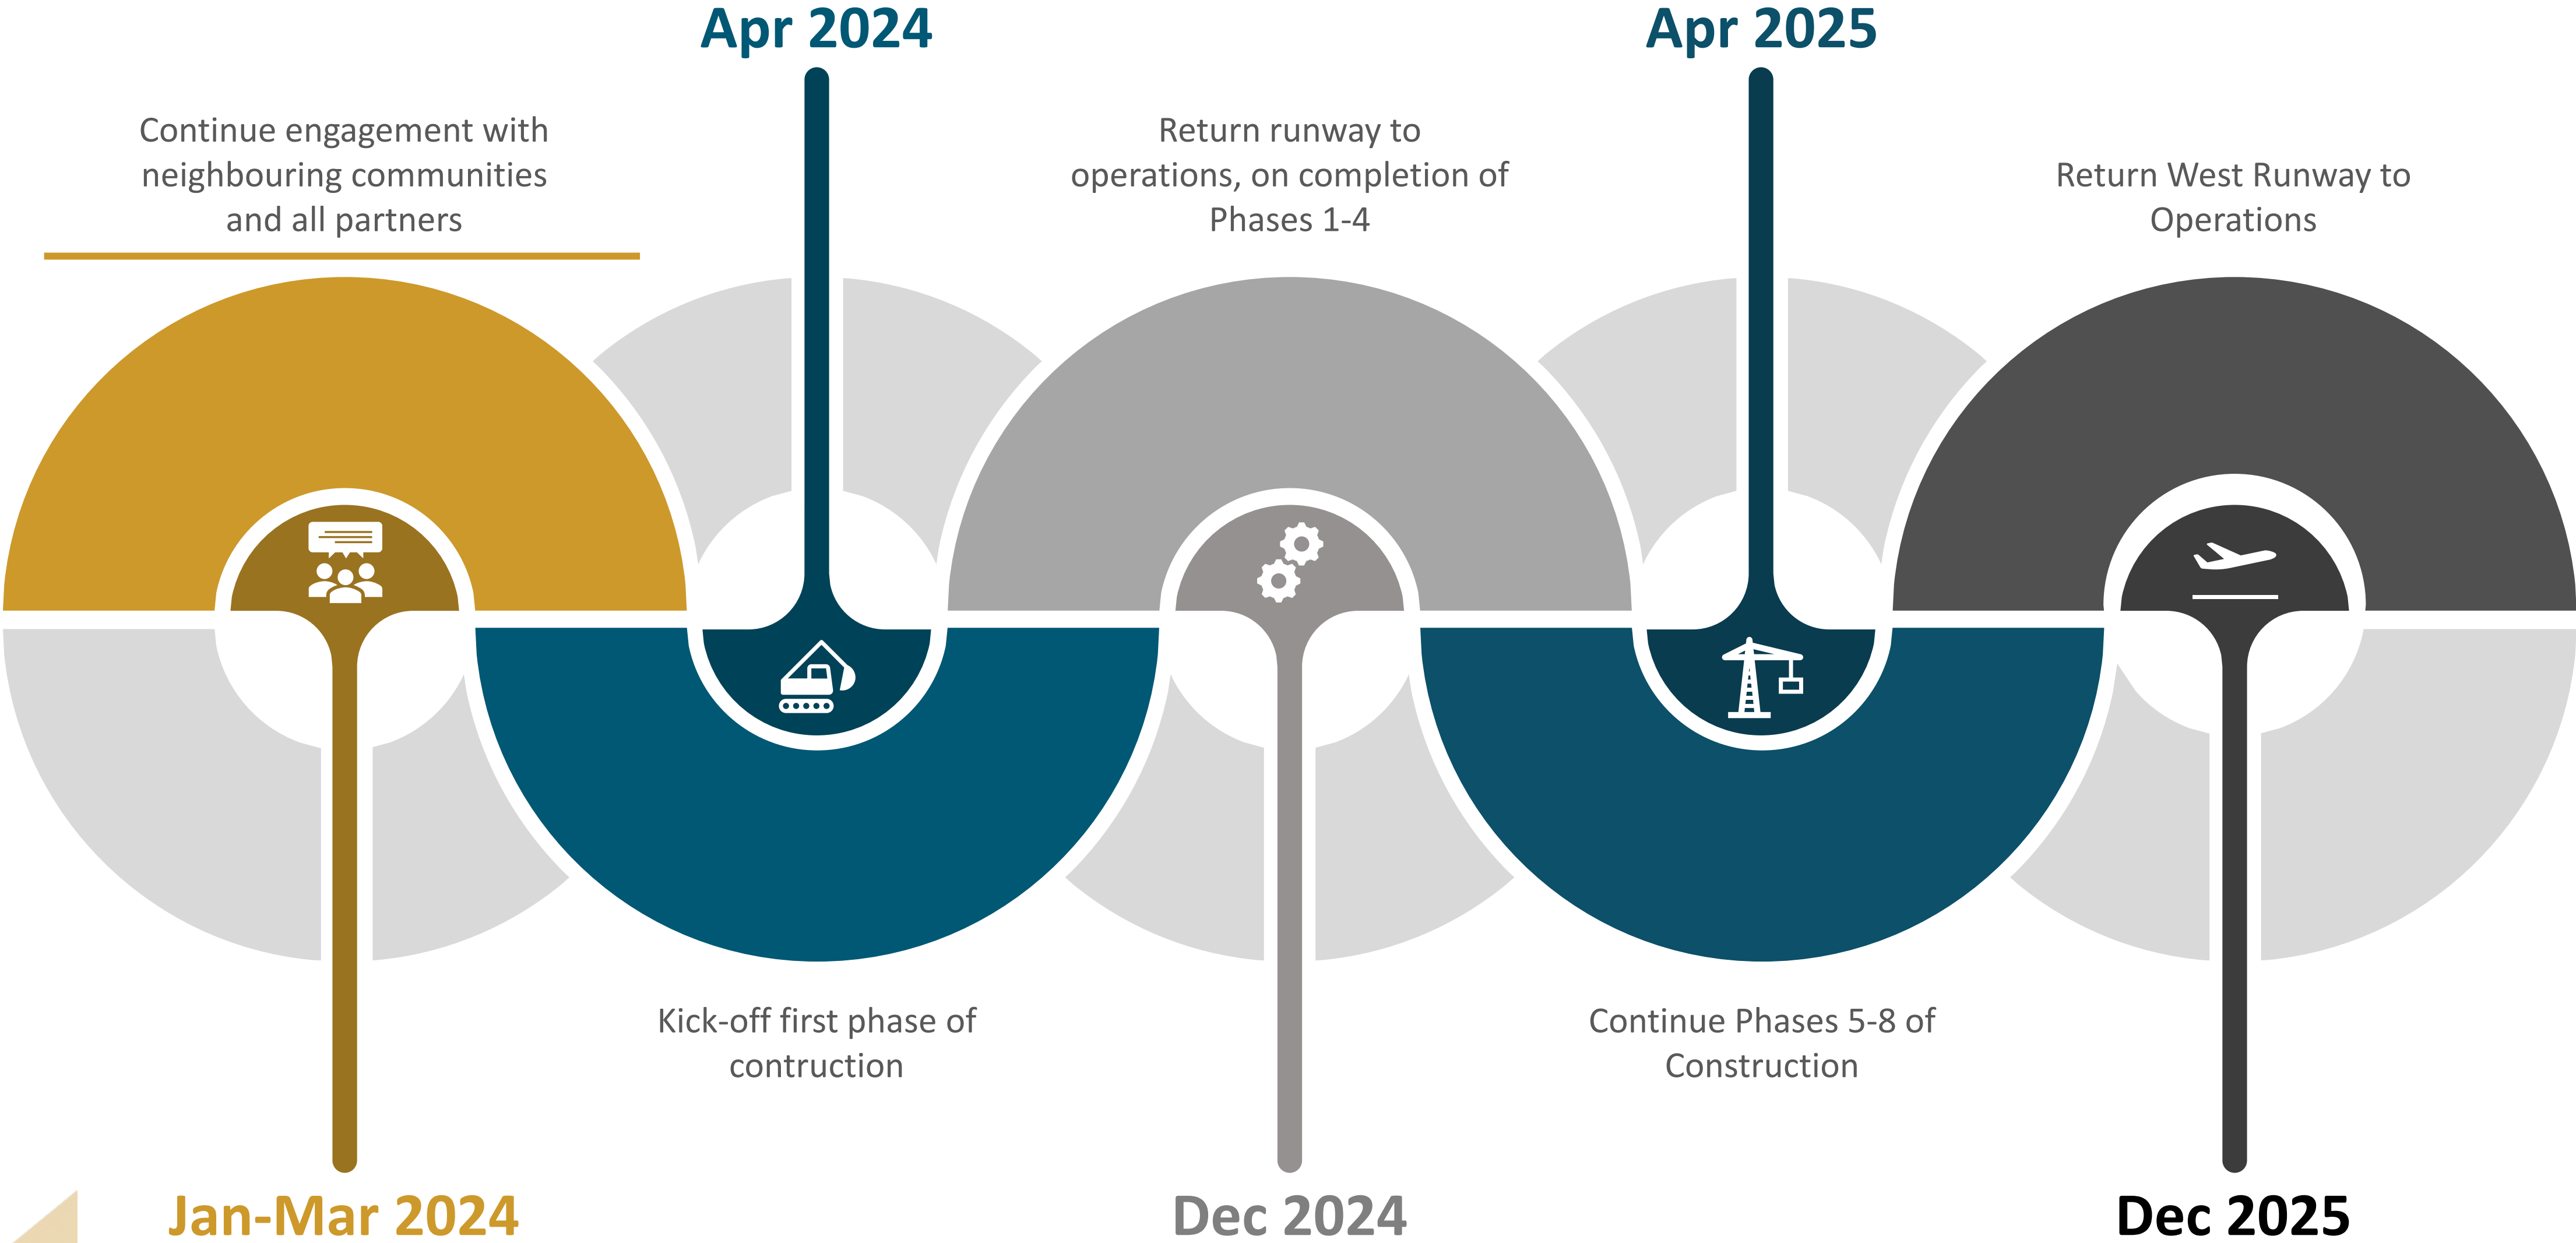 Apr 2024
Apr 2025
Continue engagement with
neighbouring communities
and all partners
Return runway to
operations, on completion of
Phases 1-4
Return West Runway to
Operations
Kick-off first phase of
contruction
Continue Phases 5-8 of
Construction
Jan-Mar 2024
Dec 2024
Dec 2025